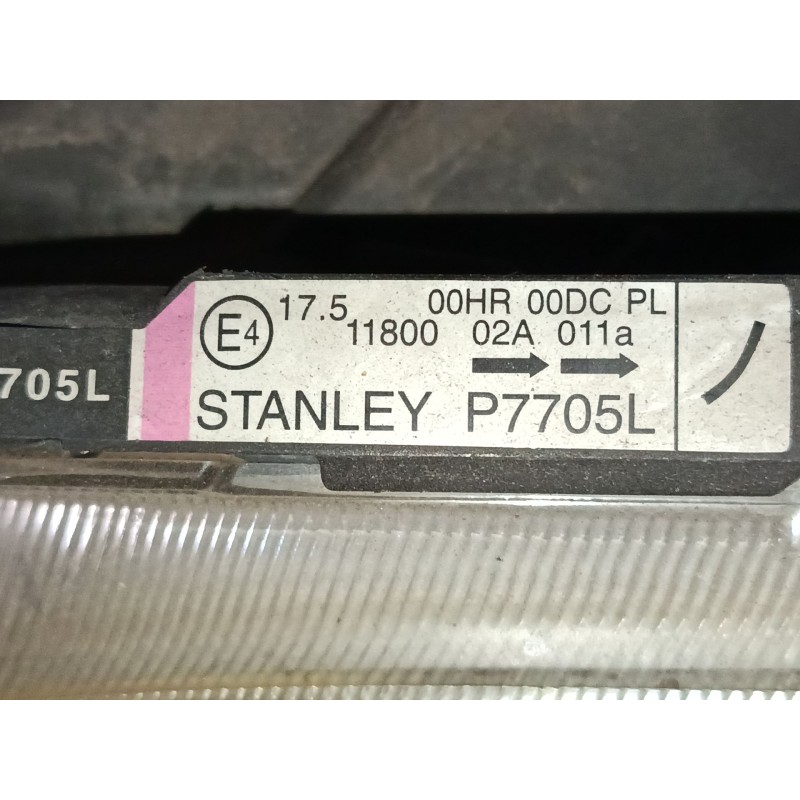 E4 17.5 00HR 00DC PL
11800 02A 011a
705L
STANLEY P7705L